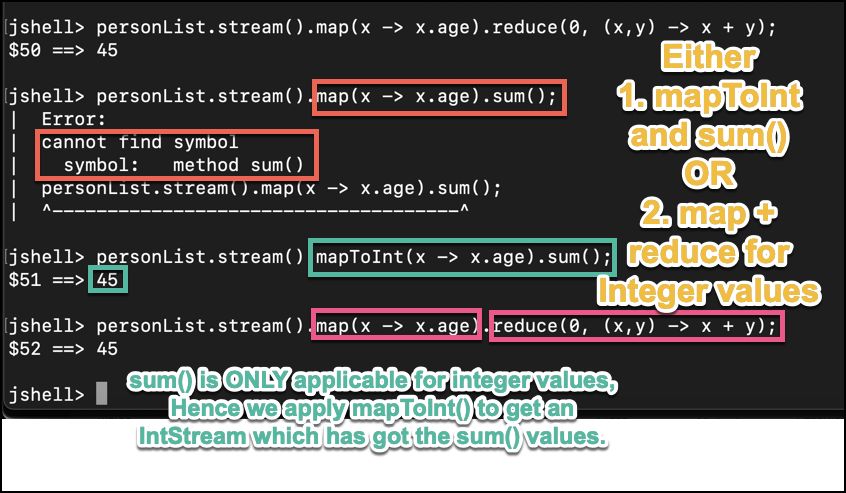 jshell> personList.stream().map(x -> x.age).reduce(0, (x,y) -> x + y);
$50 ==> 45
jshell> personList.stream().map(x -> x.age).sum();
|  Error:
|  cannot find symbol
|    symbol:   method sum()
|  personList.stream().map(x -> x.age).sum();
|  ^--------------------------------------^
jshell> personList.stream().mapToInt(x -> x.age).sum();
$51 ==> 45
jshell> personList.stream().map(x -> x.age).reduce(0, (x,y) -> x + y);
$52 ==> 45
jshell>
Either
1. mapToInt
and sum()
OR
2. map +
reduce for
Integer values
sum() is ONLY applicable for integer values,
Hence we apply mapToInt() to get an
IntStream which has got the sum() values.